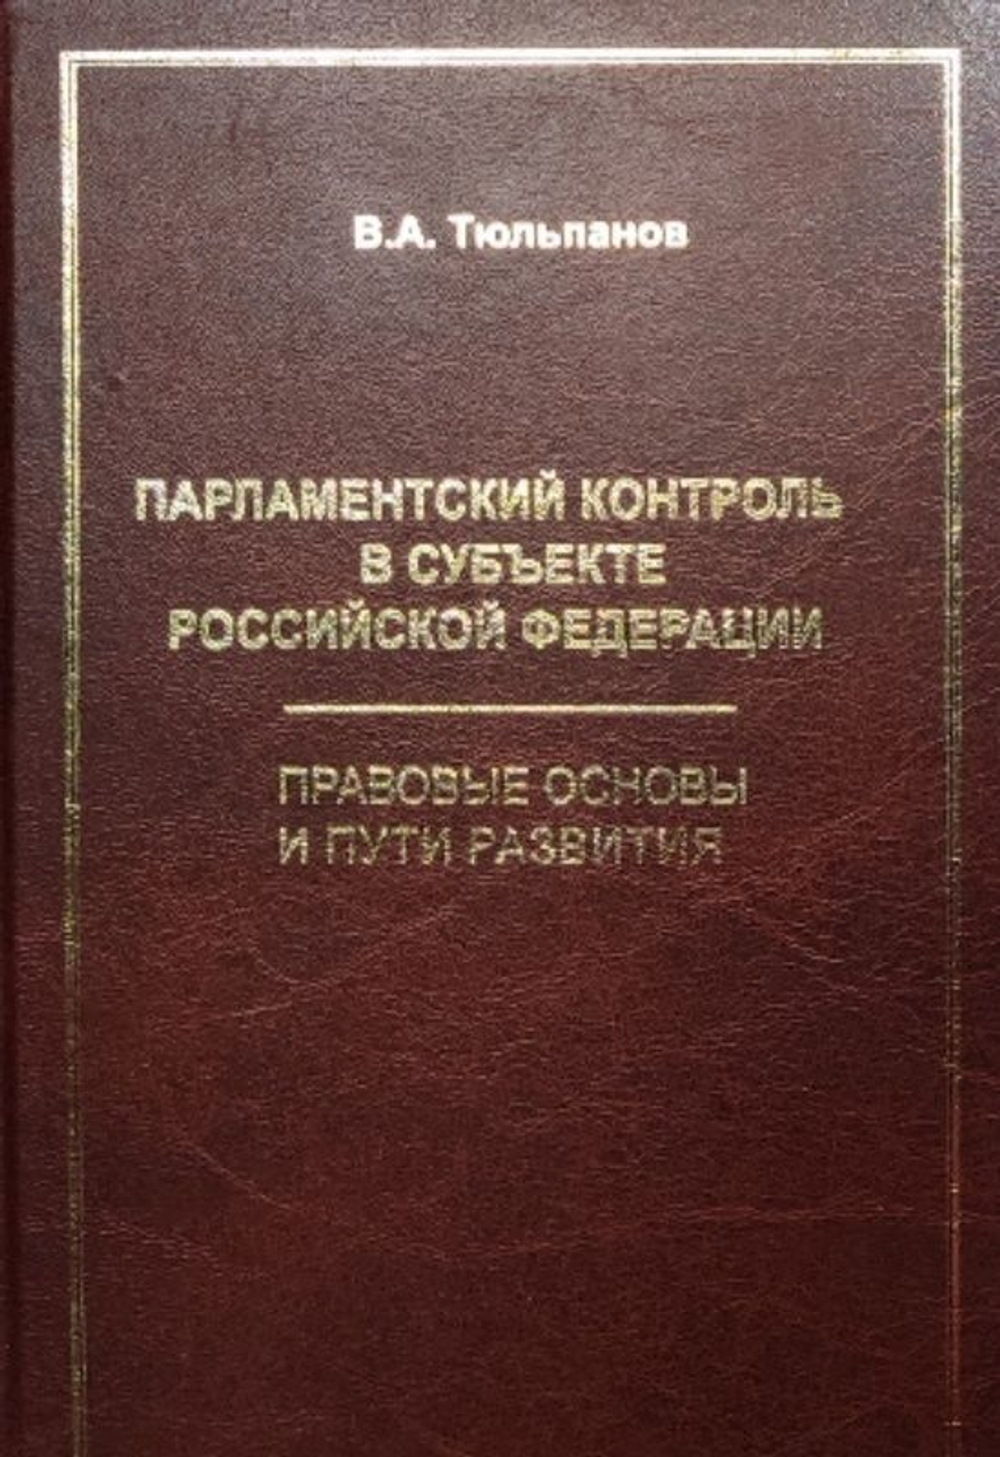 В.А. Тюльпанов
ПАРЛАМЕНТСКИЙ КОНТРОЛЬ
В СУБЪЕКТЕ
РОССИЙСКОЙ ФЕДЕРАЦИИ
ПРАВОВЫЕ ОСНОВЫ
И ПУТИ РАЗВИТИЯ